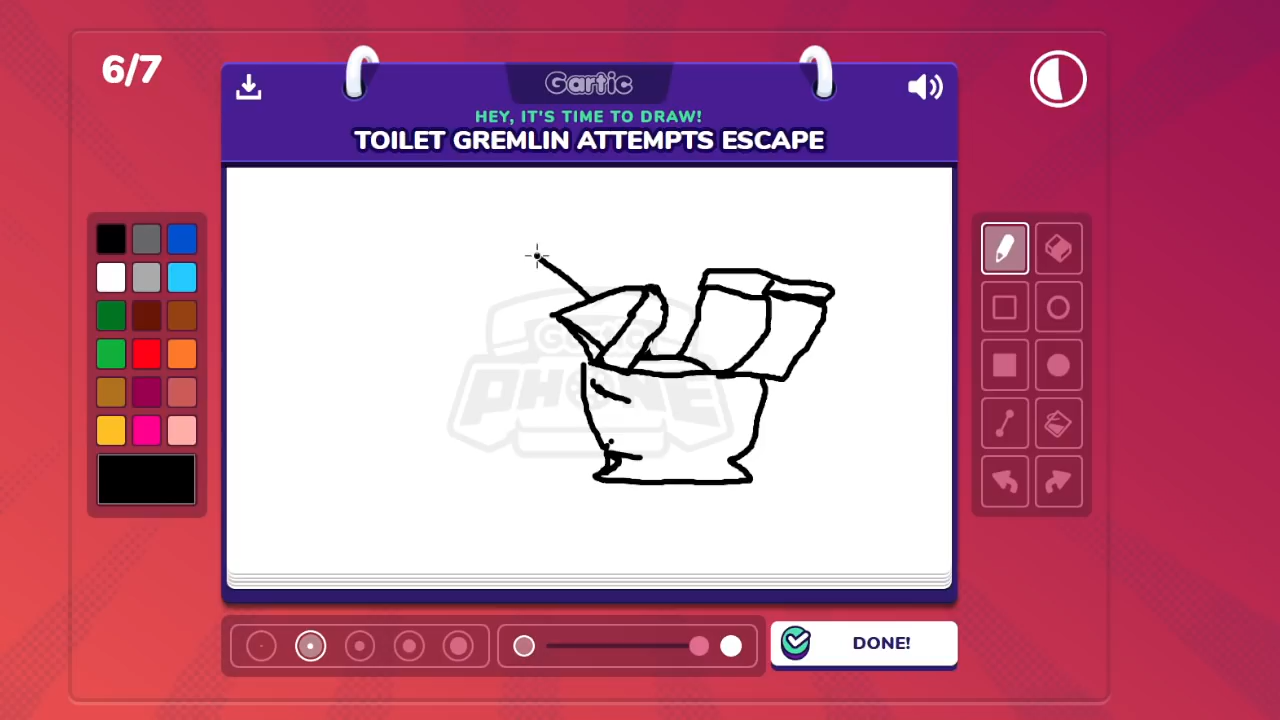 6/7
Gartic
HEY, IT'S TIME TO DRAW!
TOILET GREMLIN ATTEMPTS ESCAPE
Gartic
PHONE
DONE!